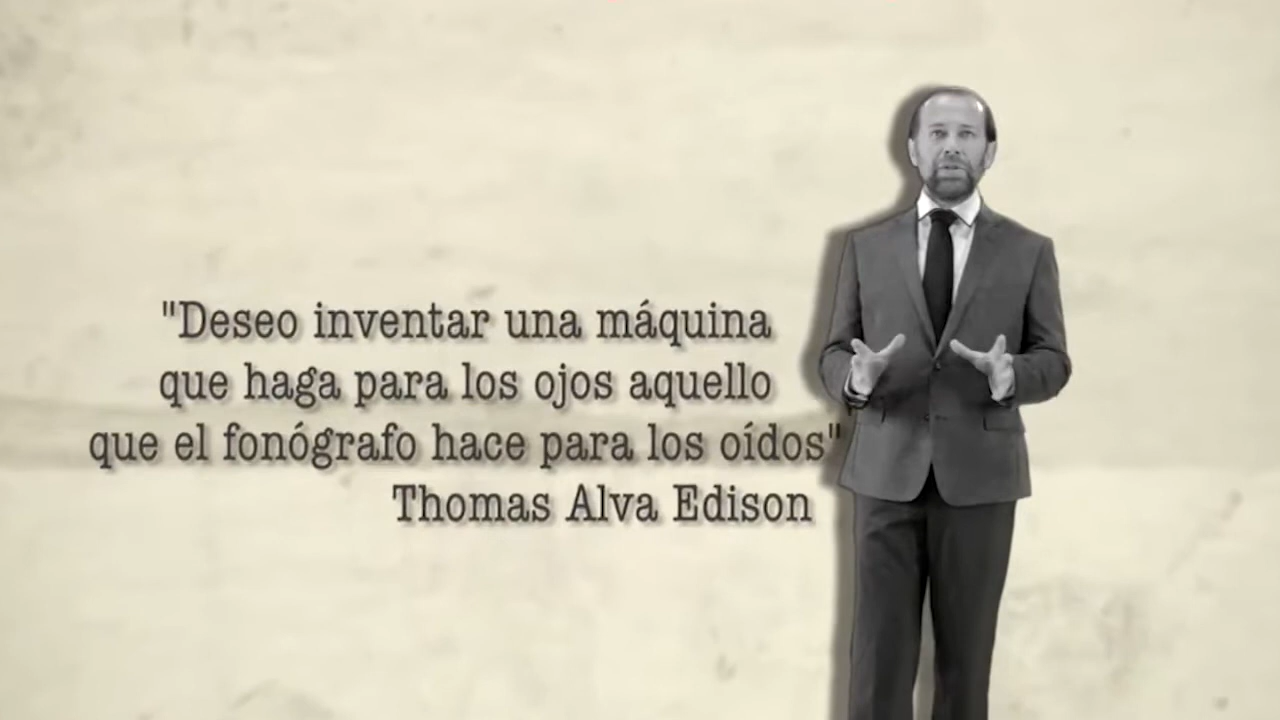 "Deseo inventar una máquina
que haga para los ojos aquello
que el fonógrafo hace para los oídos"
Thomas Alva Edison